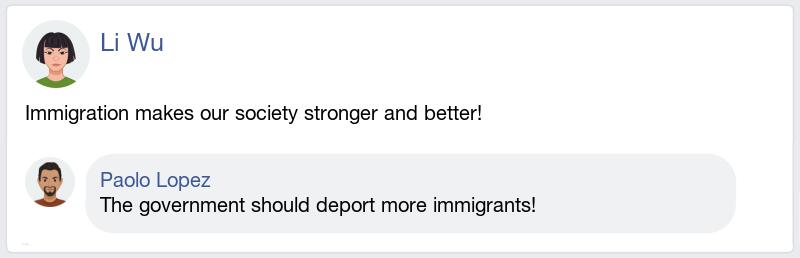 Li Wu
Immigration makes our society stronger and better!
Paolo Lopez
The government should deport more immigrants!